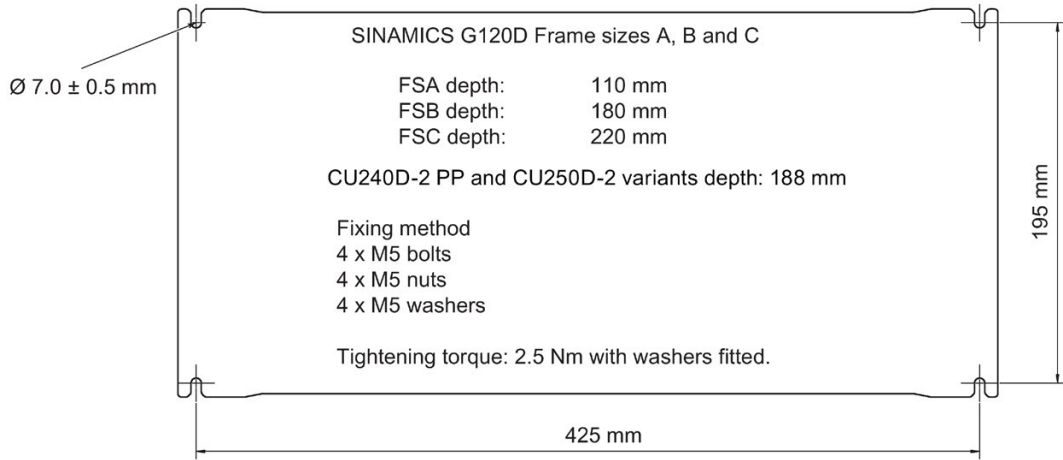 SINAMICS G120D Frame sizes A, B and C
Ø 7.0 ± 0.5 mm
FSA depth: 110 mm
FSB depth: 180 mm
FSC depth: 220 mm
CU240D-2 PP and CU250D-2 variants depth: 188 mm
195 mm
Fixing method
4 x M5 bolts
4 x M5 nuts
4 x M5 washers
Tightening torque: 2.5 Nm with washers fitted.
425 mm